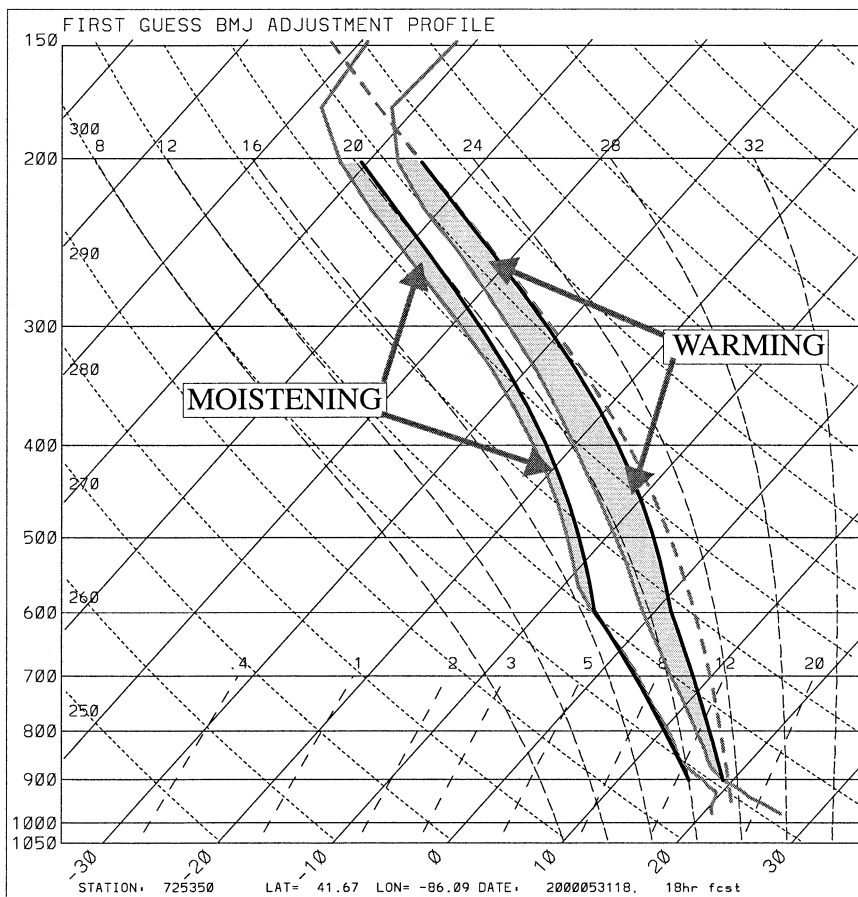 FIRST GUESS BMJ ADJUSTMENT PROFILE
150
300
8 12 16 20 24 28 32
200
290
300
WARMING
280
MOISTENING
400
270
500
260
600
.4 1 2 3 5 8 12 20
700
250
800
900
1000
1050
-30 -20 -10 0 10 20 30
STATION: 725350 LAT= 41.67 LON= -86.09 DATE: 2000053118, 18hr fcst